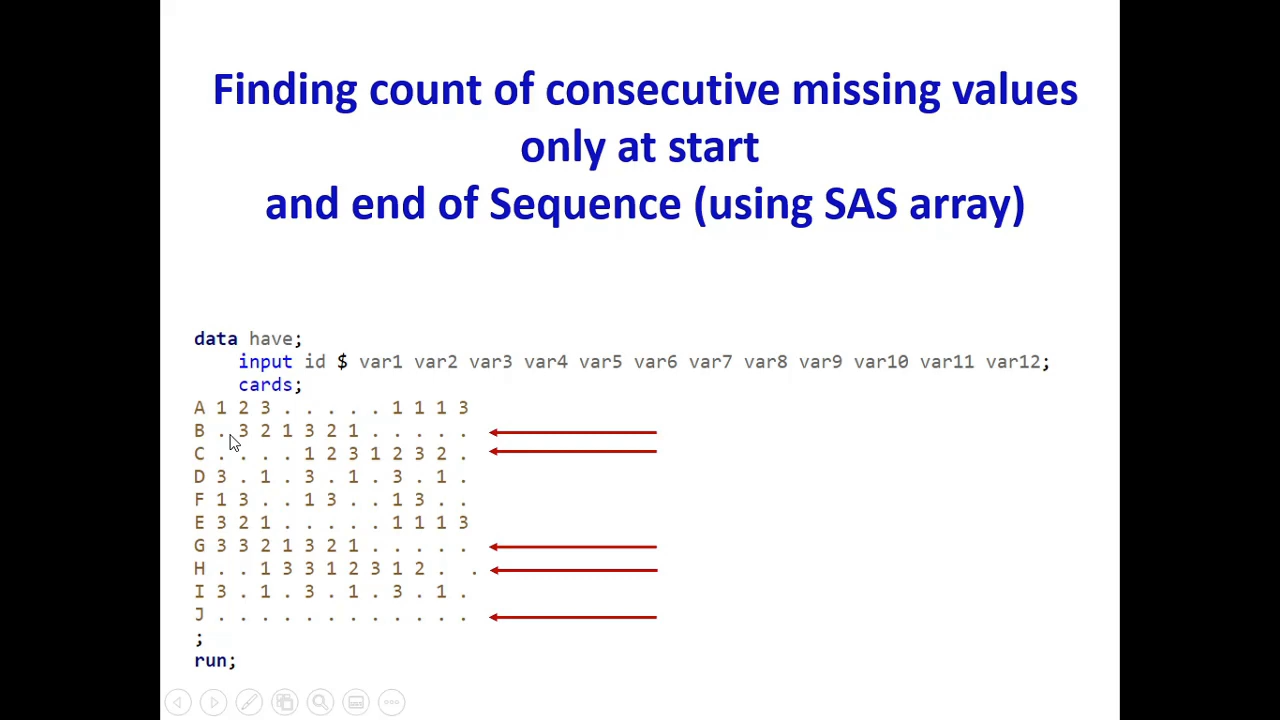 Finding count of consecutive missing values
only at start
and end of Sequence (using SAS array)
data have;
input id $ var1 var2 var3 var4 var5 var6 var7 var8 var9 var10 var11 var12;
cards;
A 1 2 3 . . . . . 1 1 1 3
B . 3 2 1 3 2 1 . . . . .
C . . . . 1 2 3 1 2 3 2 .
D 3 . 1 . 3 . 1 . 3 . 1 .
F 1 3 . . 1 3 . . 1 3 . .
E 3 2 1 . . . . . 1 1 1 3
G 3 3 2 1 3 2 1 . . . . .
H . . 1 3 3 1 2 3 1 2 . .
I 3 . 1 . 3 . 1 . 3 . 1 .
J . . . . . . . . . . . .
;
run;